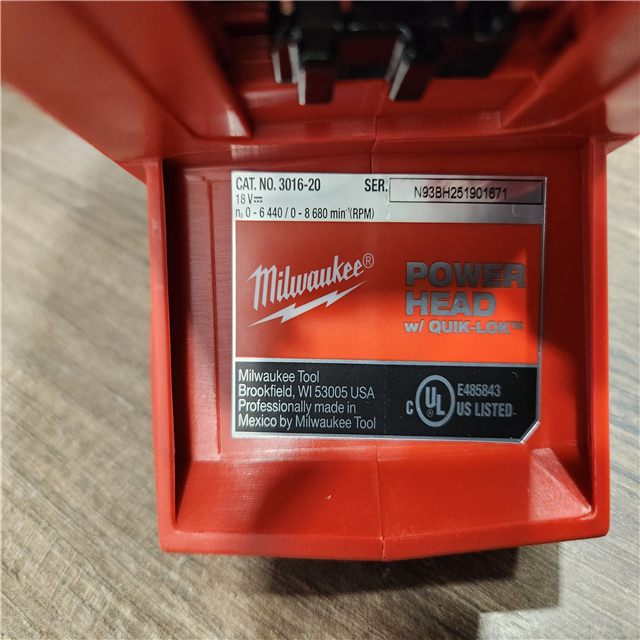 CAT. NO. 3016-20 SER. N93BH251901671
18 V⎓
n₀ 0 - 6 440 / 0 - 8 680 min⁻¹(RPM)
Milwaukee®
POWER
HEAD
w/ QUIK-LOK™
Milwaukee Tool
Brookfield, WI 53005 USA
Professionally made in
Mexico by Milwaukee Tool
C UL® US LISTED
E485843